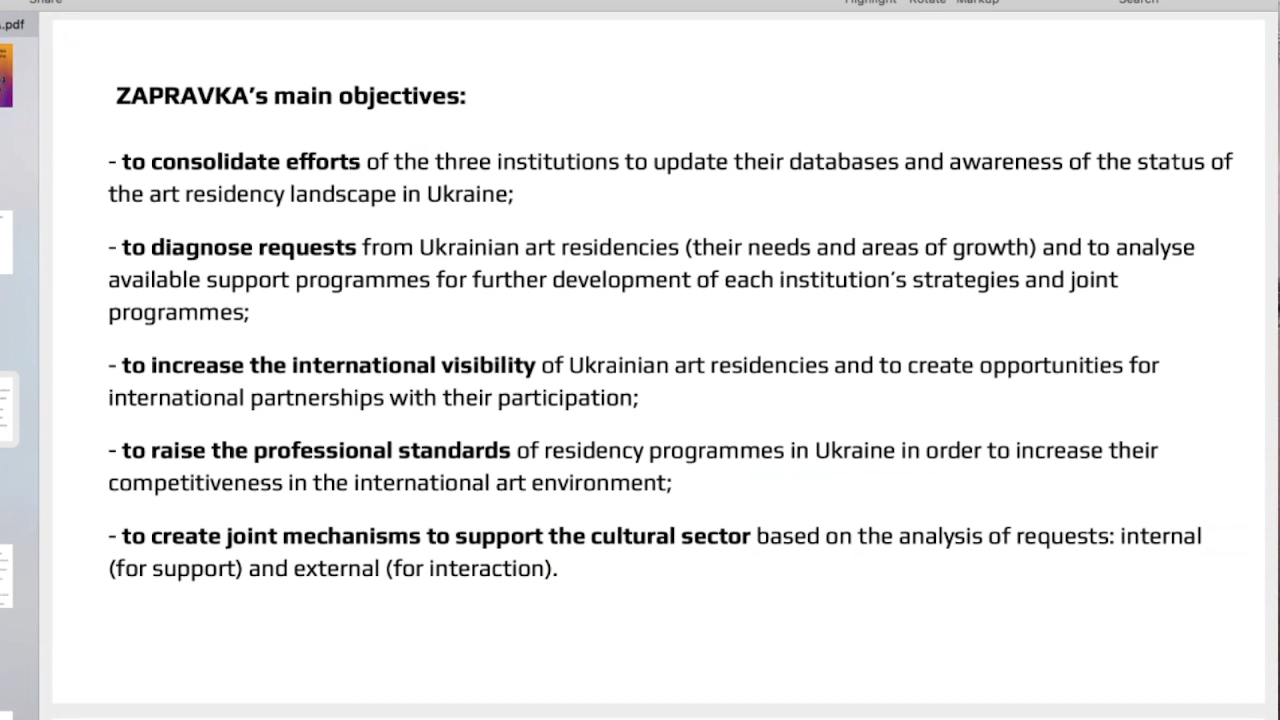 .pdf
ZAPRAVKA’s main objectives:
- to consolidate efforts of the three institutions to update their databases and awareness of the status of
the art residency landscape in Ukraine;
- to diagnose requests from Ukrainian art residencies (their needs and areas of growth) and to analyse
available support programmes for further development of each institution’s strategies and joint
programmes;
- to increase the international visibility of Ukrainian art residencies and to create opportunities for
international partnerships with their participation;
- to raise the professional standards of residency programmes in Ukraine in order to increase their
competitiveness in the international art environment;
- to create joint mechanisms to support the cultural sector based on the analysis of requests: internal
(for support) and external (for interaction).